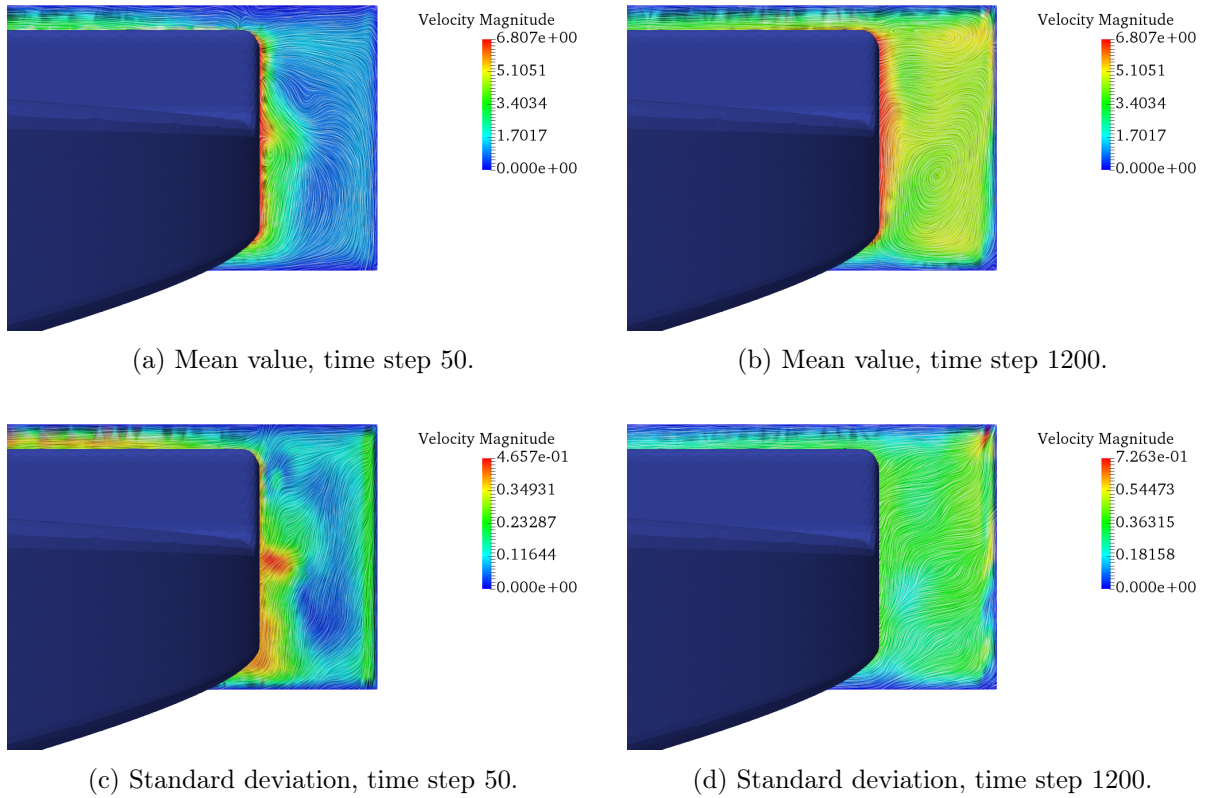 Velocity Magnitude
6.807e+00
5.1051
3.4034
1.7017
0.000e+00
(a) Mean value, time step 50.
Velocity Magnitude
6.807e+00
5.1051
3.4034
1.7017
0.000e+00
(b) Mean value, time step 1200.
Velocity Magnitude
4.657e-01
0.34931
0.23287
0.11644
0.000e+00
(c) Standard deviation, time step 50.
Velocity Magnitude
7.263e-01
0.54473
0.36315
0.18158
0.000e+00
(d) Standard deviation, time step 1200.